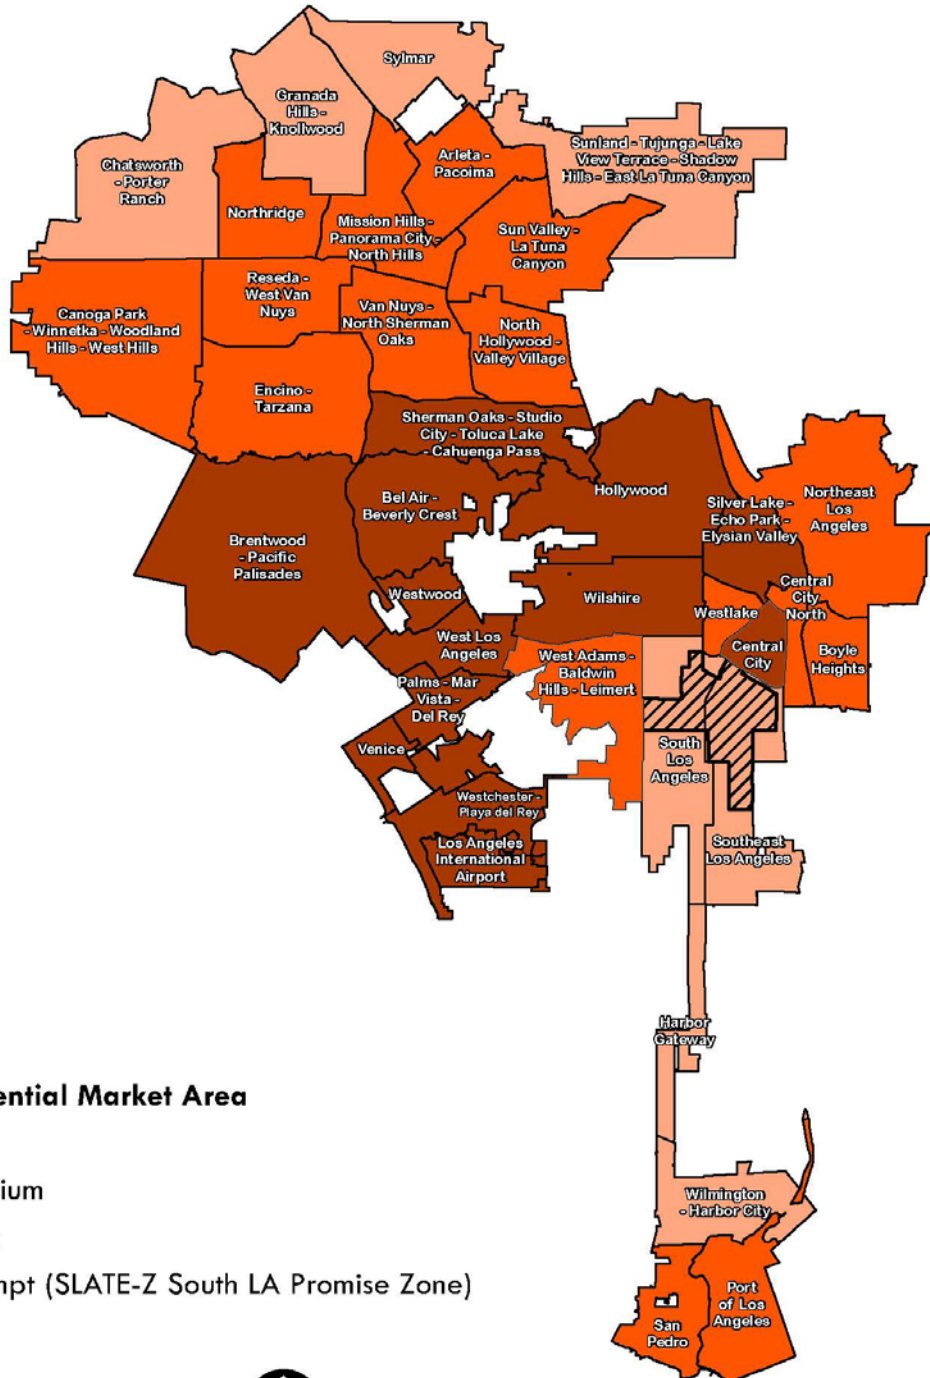 Sylmar
Granada
Hills -
Knollwood
Chatsworth
- Porter
Ranch
Arleta -
Pacoima
Sunland - Tujunga - Lake
View Terrace - Shadow
Hills - East La Tuna Canyon
Northridge
Mission Hills -
Panorama City -
North Hills
Sun Valley -
La Tuna
Canyon
Reseda -
West Van
Nuys
Canoga Park
- Winnetka - Woodland
Hills - West Hills
Van Nuys -
North Sherman
Oaks
North
Hollywood -
Valley Village
Encino -
Tarzana
Sherman Oaks - Studio
City - Toluca Lake
- Cahuenga Pass
Bel Air -
Beverly Crest
Hollywood
Silver Lake -
Echo Park -
Elysian Valley
Northeast
Los
Angeles
Brentwood
- Pacific
Palisades
Westwood
Wilshire
Westlake
Central
City
North
West Los
Angeles
West Adams -
Baldwin
Hills - Leimert
Central
City
Boyle
Heights
Palms - Mar
Vista -
Del Rey
Venice
South
Los
Angeles
Westchester -
Playa del Rey
Los Angeles
International
Airport
Southeast
Los Angeles
Harbor
Gateway
ential Market Area
ium
Wilmington
- Harbor City
mpt (SLATE-Z South LA Promise Zone)
Port
of Los
Angeles
San
Pedro